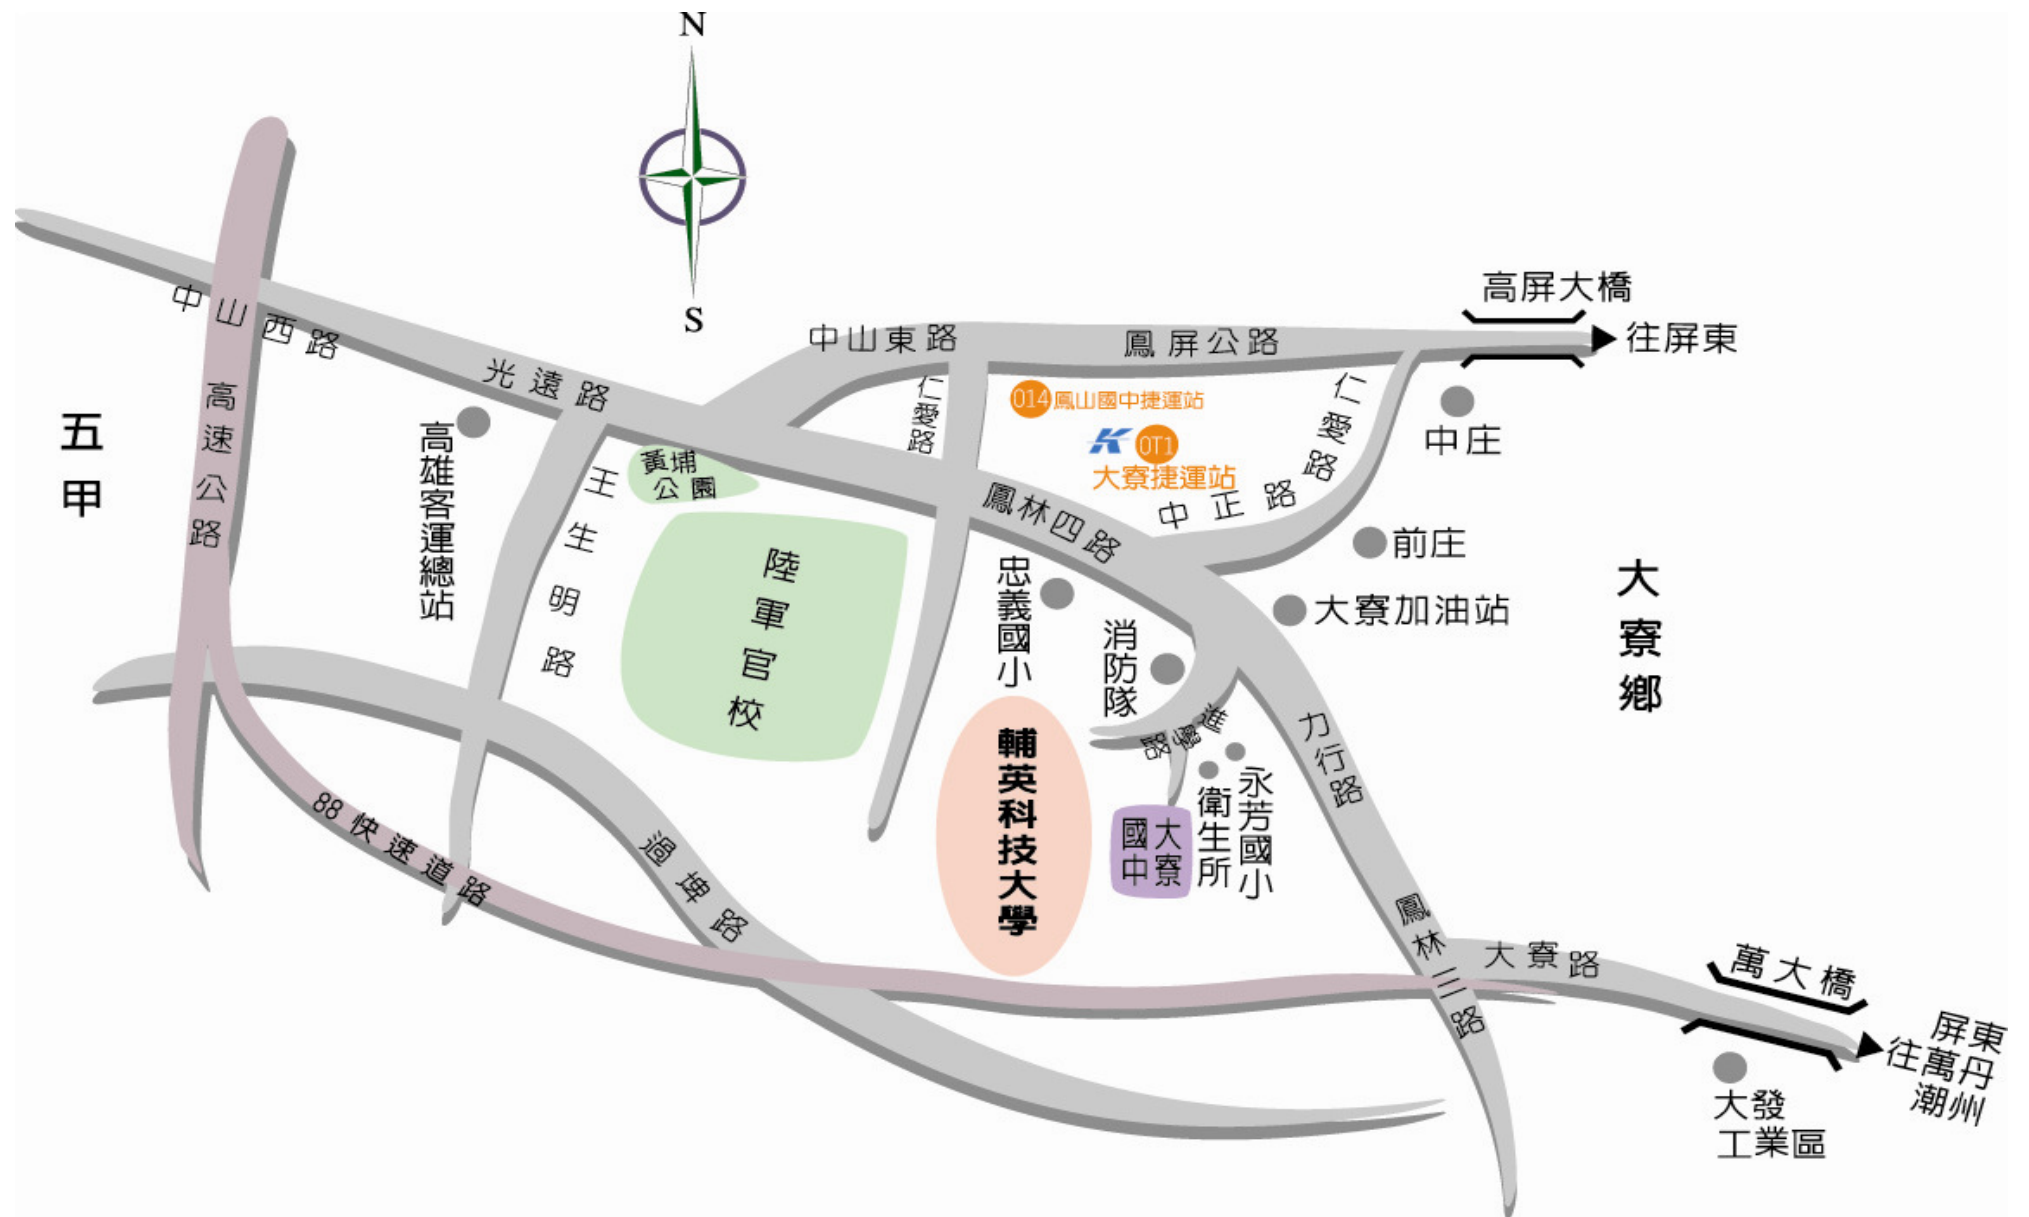 N
S
中山西路
高速公路
五甲
光遠路
高雄客運總站
王生明路
黃埔
公園
陸軍官校
中山東路
仁愛路
鳳屏公路
014 鳳山國中捷運站
OT1
大寮捷運站
仁愛路
中正路
高屏大橋
往屏東
中庄
前庄
大寮加油站
大寮鄉
鳳林四路
忠義國小
消防隊
進學路
輔英科技大學
大寮
國中
衛生所
永芳國小
力行路
88快速道路
過埤路
鳳林三路
大寮路
萬大橋
屏東
往萬丹
潮州
大發
工業區